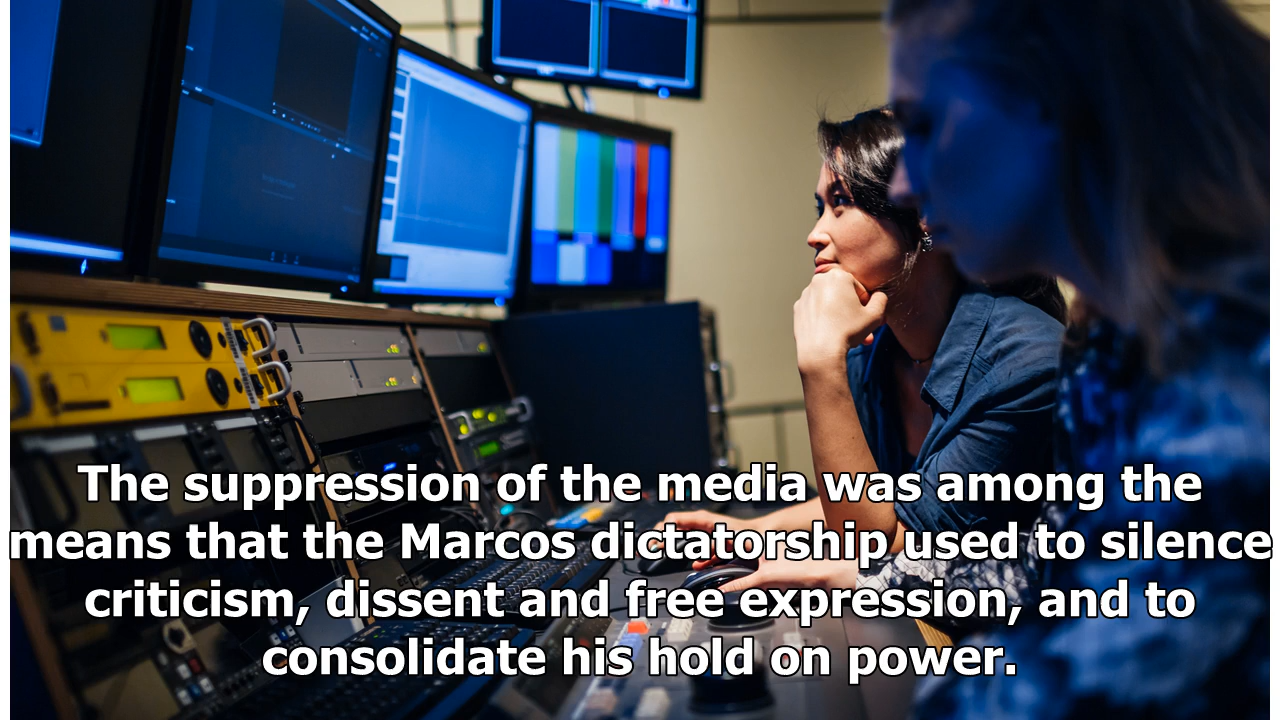 The suppression of the media was among the
means that the Marcos dictatorship used to silence
criticism, dissent and free expression, and to
consolidate his hold on power.